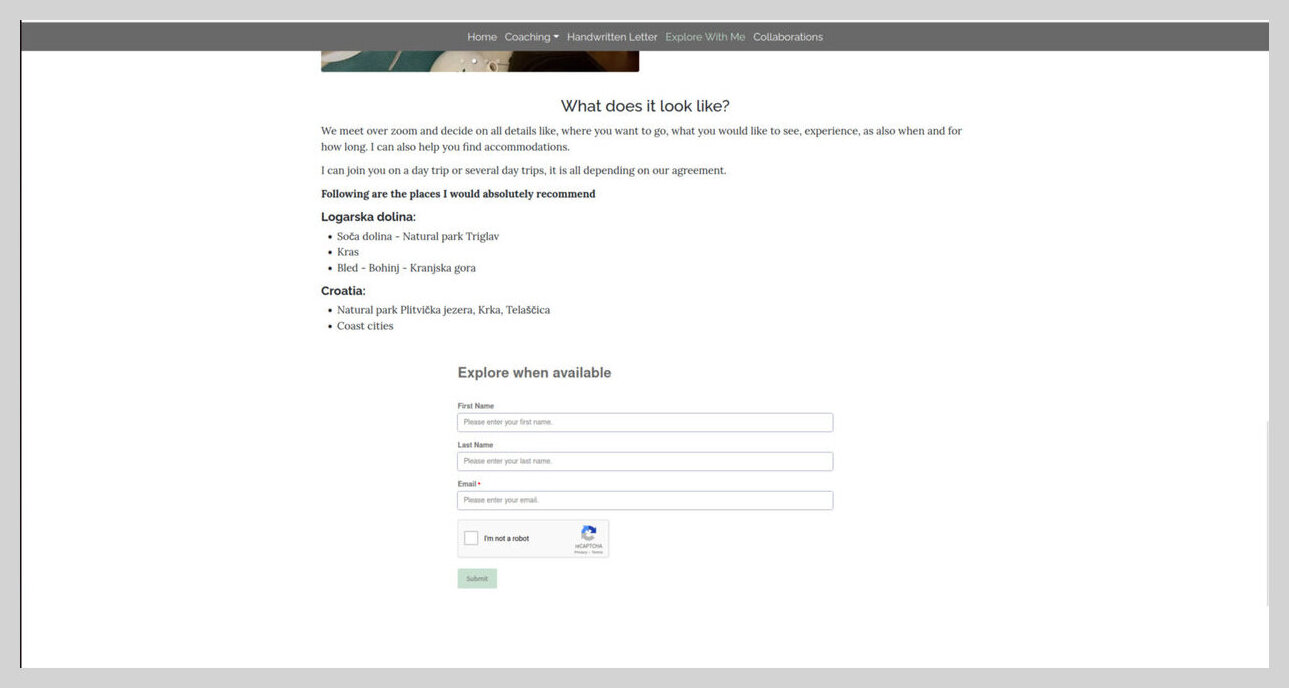 Home Coaching Handwritten Letter Explore With Me Collaborations
What does it look like?
We meet over zoom and decide on all details like, where you want to go, what you would like to see, experience, as also when and for
how long. I can also help you find accommodations.
I can join you on a day trip or several day trips, it is all depending on our agreement.
Following are the places I would absolutely recommend
Logarska dolina:
Soča dolina - Natural park Triglav
Kras
Bled - Bohinj - Kranjska gora
Croatia:
Natural park Plitvička jezera, Krka, Telaščica
Coast cities
Explore when available
First Name
Please enter your first name.
Last Name
Please enter your last name.
Email *
Please enter your email.
I'm not a robot
reCAPTCHA
Privacy - Terms
Submit